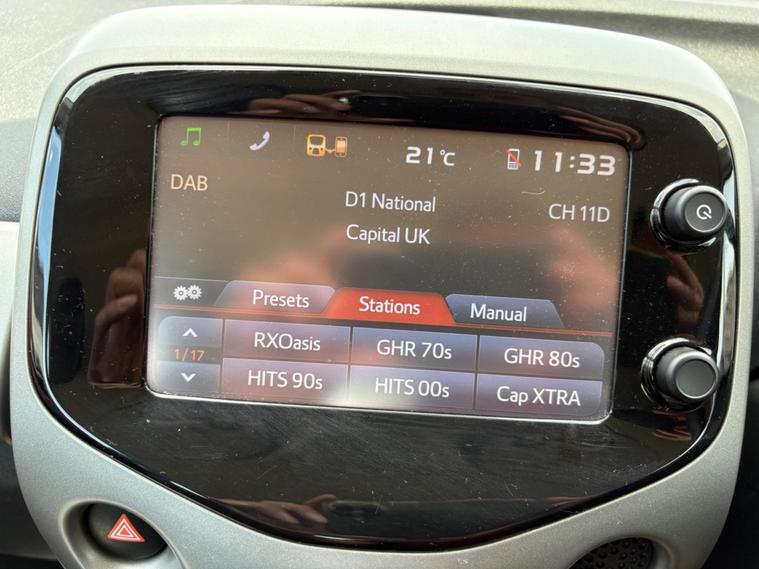 21°C 11:33
DAB
D1 National
CH 11D
Capital UK
Presets Stations Manual
1/17
RXOasis GHR 70s GHR 80s
HITS 90s HITS 00s Cap XTRA